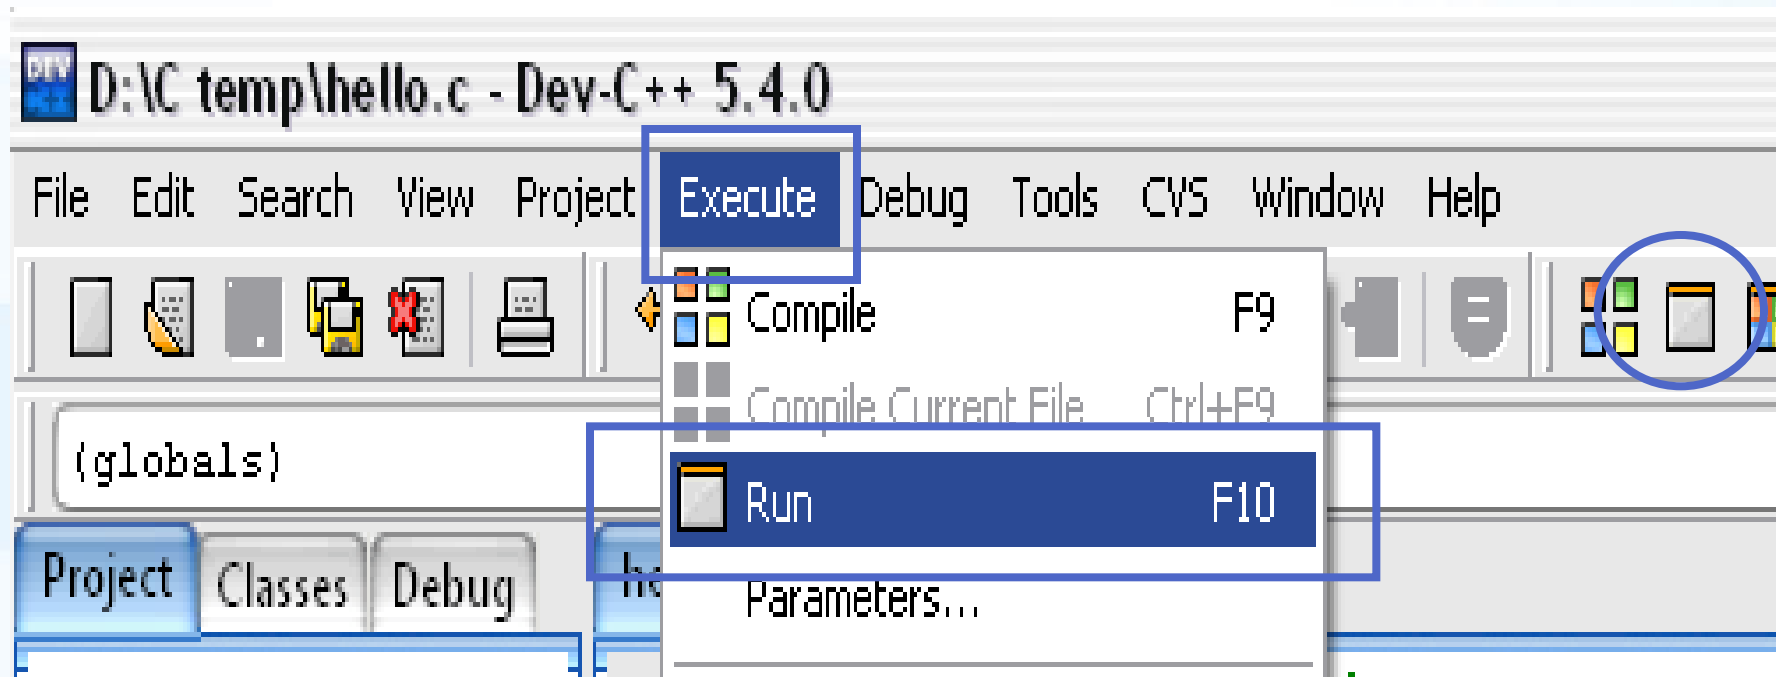 DEV
++
D:\C temp\hello.c - Dev-C++ 5.4.0
File Edit Search View Project Execute Debug Tools CVS Window Help
Compile F9
Compile Current File Ctrl+F9
(globals)
Run F10
Project Classes Debug
Parameters...